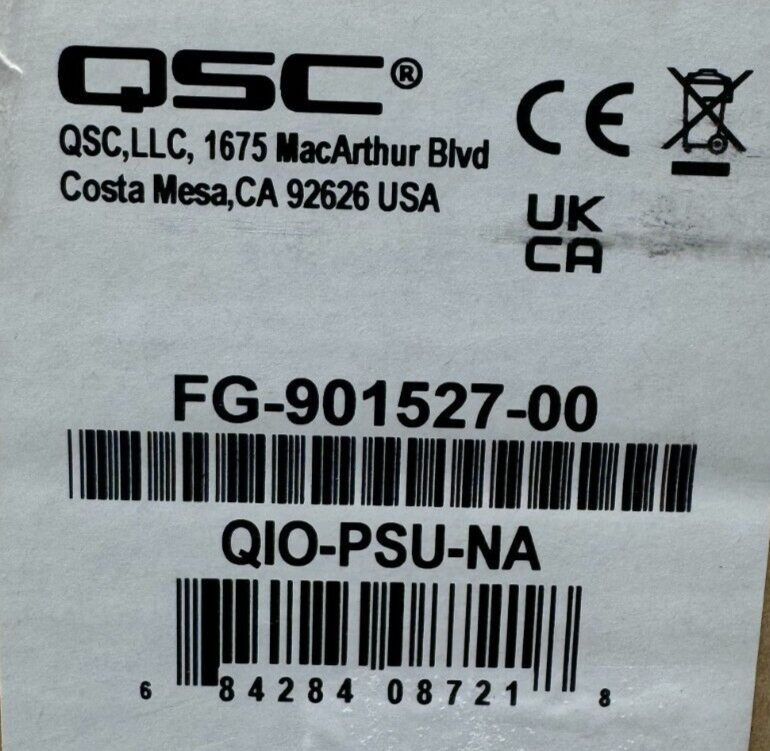 QSC®
QSC,LLC, 1675 MacArthur Blvd
Costa Mesa,CA 92626 USA
CE
UK
CA
FG-901527-00
QIO-PSU-NA
6 84284 08721 8